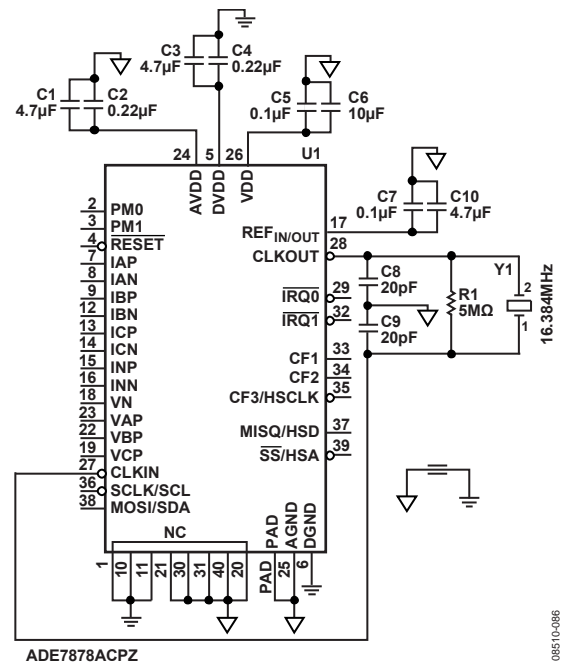 C3
4.7µF
C4
0.22µF
C1
4.7µF
C2
0.22µF
C5
0.1µF
C6
10µF
24
5
26
U1
AVDD
DVDD
VDD
C7
0.1µF
C10
4.7µF
2
PM0
3
PM1
4
RESET
7
IAP
8
IAN
9
IBP
12
IBN
13
ICP
14
ICN
15
INP
16
INN
18
VN
23
VAP
22
VBP
19
VCP
27
CLKIN
36
SCLK/SCL
38
MOSI/SDA
REFIN/OUT
17
CLKOUT
28
IRQ0
29
IRQ1
32
CF1
33
CF2
34
CF3/HSCLK
35
MISQ/HSD
37
SS/HSA
39
C8
20pF
C9
20pF
R1
5MΩ
Y1
2
1
16.384MHz
NC
PAD
AGND
DGND
1
10
11
21
30
31
40
20
PAD
25
6
ADE7878ACPZ
08510-086